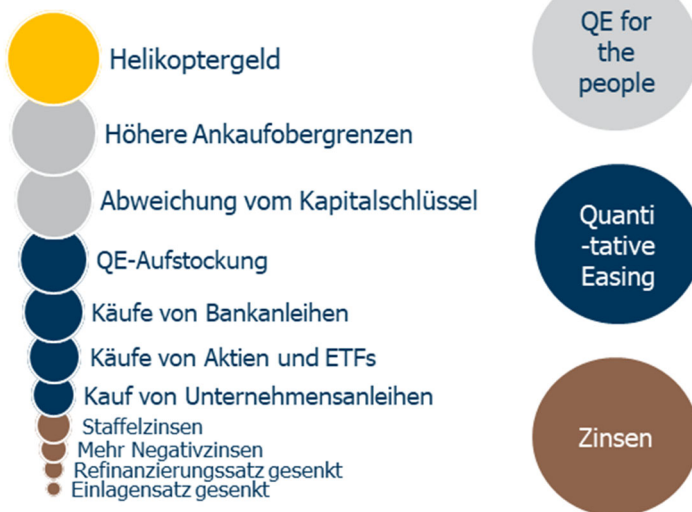 Helikoptergeld
Höhere Ankaufobergrenzen
Abweichung vom Kapitalschlüssel
QE-Aufstockung
Käufe von Bankanleihen
Käufe von Aktien und ETFs
Kauf von Unternehmensanleihen
Staffelzinsen
Mehr Negativzinsen
Refinanzierungssatz gesenkt
Einlagensatz gesenkt
QE for
the
people
Quanti
-tative
Easing
Zinsen